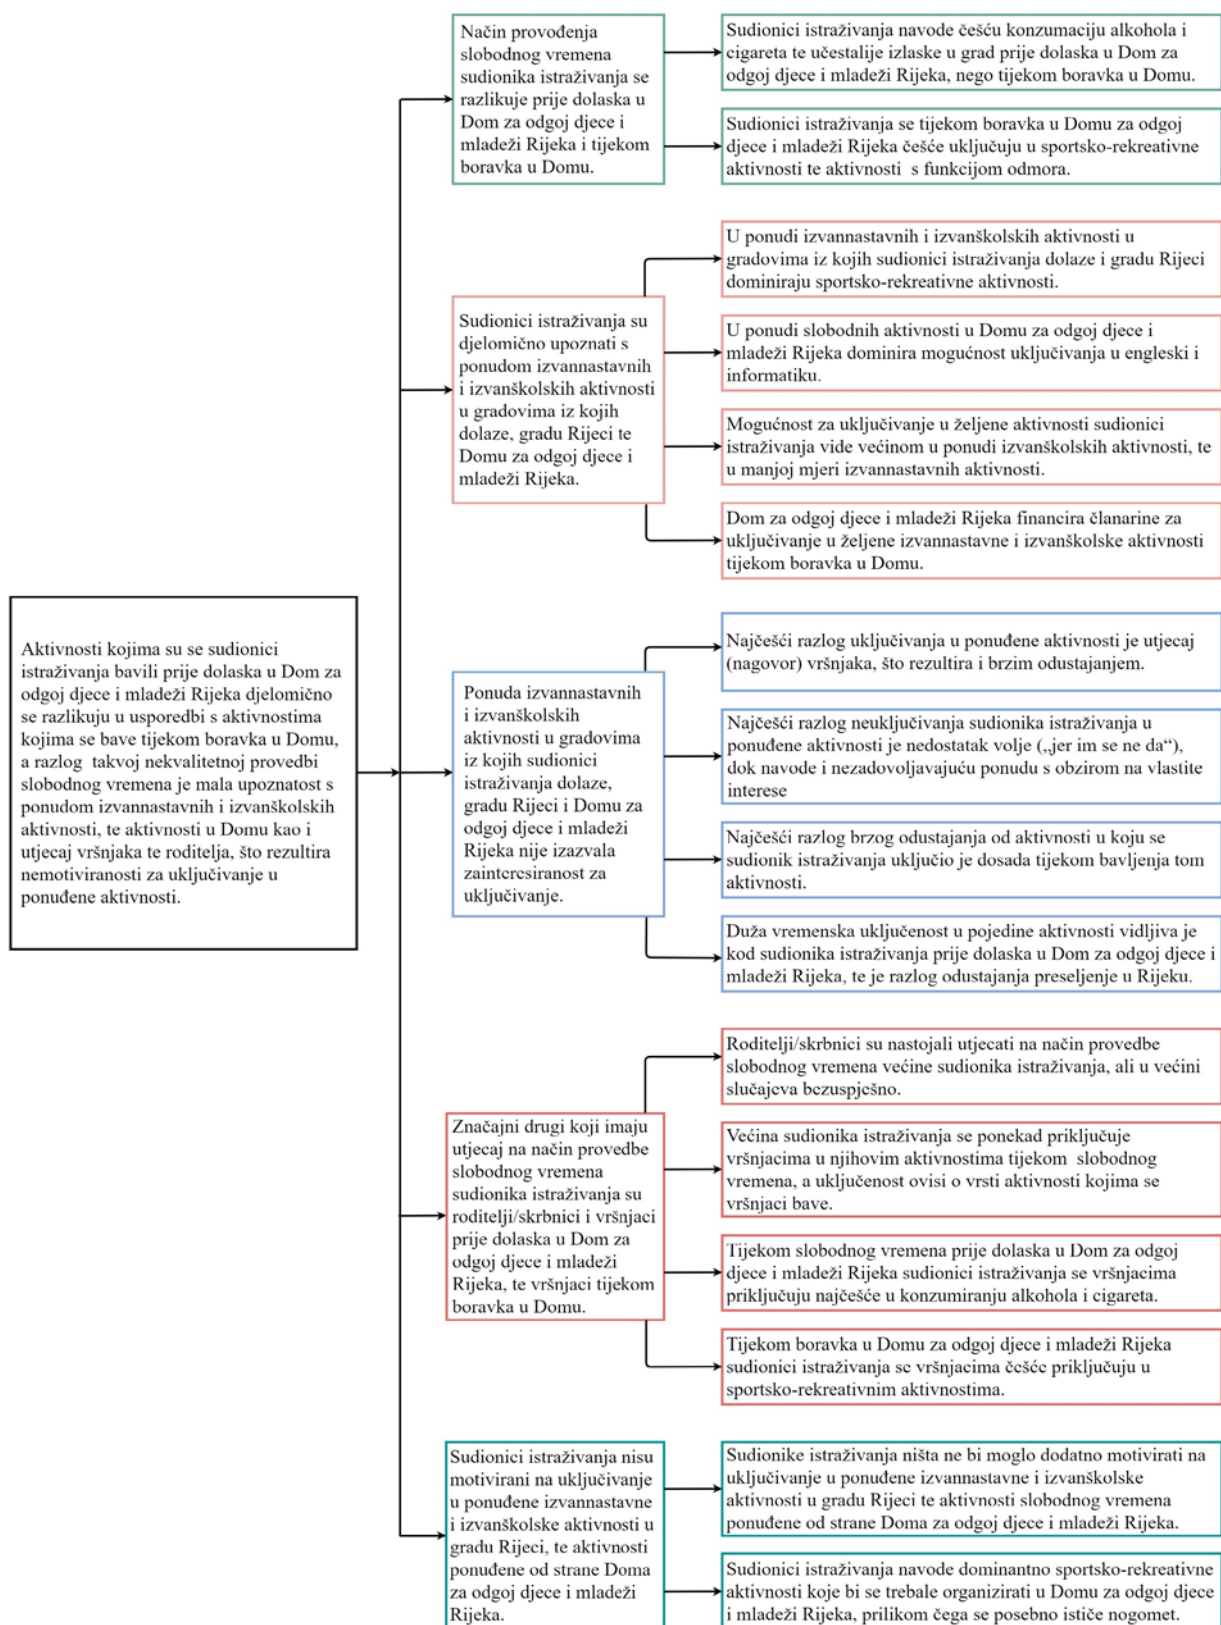 Način provođenja
slobodnog vremena
sudionika istraživanja se
razlikuje prije dolaska u
Dom za odgoj djece i
mladeži Rijeka i tijekom
boravka u Domu.
Sudionici istraživanja navode češću konzumaciju alkohola i
cigareta te učestalije izlaske u grad prije dolaska u Dom za
odgoj djece i mladeži Rijeka, nego tijekom boravka u Domu.
Sudionici istraživanja se tijekom boravka u Domu za odgoj
djece i mladeži Rijeka češće uključuju u sportsko-rekreativne
aktivnosti te aktivnosti s funkcijom odmora.
Sudionici istraživanja su
djelomično upoznati s
ponudom izvannastavnih
i izvanškolskih aktivnosti
u gradovima iz kojih
dolaze, gradu Rijeci te
Domu za odgoj djece i
mladeži Rijeka.
U ponudi izvannastavnih i izvanškolskih aktivnosti u
gradovima iz kojih sudionici istraživanja dolaze i gradu Rijeci
dominiraju sportsko-rekreativne aktivnosti.
U ponudi slobodnih aktivnosti u Domu za odgoj djece i
mladeži Rijeka dominira mogućnost uključivanja u engleski i
informatiku.
Mogućnost za uključivanje u željene aktivnosti sudionici
istraživanja vide većinom u ponudi izvanškolskih aktivnosti, te
u manjoj mjeri izvannastavnih aktivnosti.
Dom za odgoj djece i mladeži Rijeka financira članarine za
uključivanje u željene izvannastavne i izvanškolske aktivnosti
tijekom boravka u Domu.
Aktivnosti kojima su se sudionici
istraživanja bavili prije dolaska u Dom za
odgoj djece i mladeži Rijeka djelomično
se razlikuju u usporedbi s aktivnostima
kojima se bave tijekom boravka u Domu,
a razlog takvoj nekvalitetnoj provedbi
slobodnog vremena je mala upoznatost s
ponudom izvannastavnih i izvanškolskih
aktivnosti, te aktivnosti u Domu kao i
utjecaj vršnjaka te roditelja, što rezultira
nemotiviranosti za uključivanje u
ponuđene aktivnosti.
Ponuda izvannastavnih
i izvanškolskih
aktivnosti u gradovima
iz kojih sudionici
istraživanja dolaze,
gradu Rijeci i Domu za
odgoj djece i mladeži
Rijeka nije izazvala
zainteresiranost za
uključivanje.
Najčešći razlog uključivanja u ponuđene aktivnosti je utjecaj
(nagovor) vršnjaka, što rezultira i brzim odustajanjem.
Najčešći razlog neuključivanja sudionika istraživanja u
ponuđene aktivnosti je nedostatak volje („jer im se ne da“),
dok navode i nezadovoljavajuću ponudu s obzirom na vlastite
interese
Najčešći razlog brzog odustajanja od aktivnosti u koju se
sudionik istraživanja uključio je dosada tijekom bavljenja tom
aktivnosti.
Duža vremenska uključenost u pojedine aktivnosti vidljiva je
kod sudionika istraživanja prije dolaska u Dom za odgoj djece i
mladeži Rijeka, te je razlog odustajanja preseljenje u Rijeku.
Značajni drugi koji imaju
utjecaj na način provedbe
slobodnog vremena
sudionika istraživanja su
roditelji/skrbnici i vršnjaci
prije dolaska u Dom za
odgoj djece i mladeži
Rijeka, te vršnjaci tijekom
boravka u Domu.
Roditelji/skrbnici su nastojali utjecati na način provedbe
slobodnog vremena većine sudionika istraživanja, ali u većini
slučajeva bezuspješno.
Većina sudionika istraživanja se ponekad priključuje
vršnjacima u njihovim aktivnostima tijekom slobodnog
vremena, a uključenost ovisi o vrsti aktivnosti kojima se
vršnjaci bave.
Tijekom slobodnog vremena prije dolaska u Dom za odgoj
djece i mladeži Rijeka sudionici istraživanja se vršnjacima
priključuju najčešće u konzumiranju alkohola i cigareta.
Tijekom boravka u Domu za odgoj djece i mladeži Rijeka
sudionici istraživanja se vršnjacima češće priključuju u
sportsko-rekreativnim aktivnostima.
Sudionici istraživanja nisu
motivirani na uključivanje
u ponuđene izvannastavne
i izvanškolske aktivnosti u
gradu Rijeci, te aktivnosti
ponuđene od strane Doma
za odgoj djece i mladeži
Rijeka.
Sudionike istraživanja ništa ne bi moglo dodatno motivirati na
uključivanje u ponuđene izvannastavne i izvanškolske
aktivnosti u gradu Rijeci te aktivnosti slobodnog vremena
ponuđene od strane Doma za odgoj djece i mladeži Rijeka.
Sudionici istraživanja navode dominantno sportsko-rekreativne
aktivnosti koje bi se trebale organizirati u Domu za odgoj djece
i mladeži Rijeka, prilikom čega se posebno ističe nogomet.